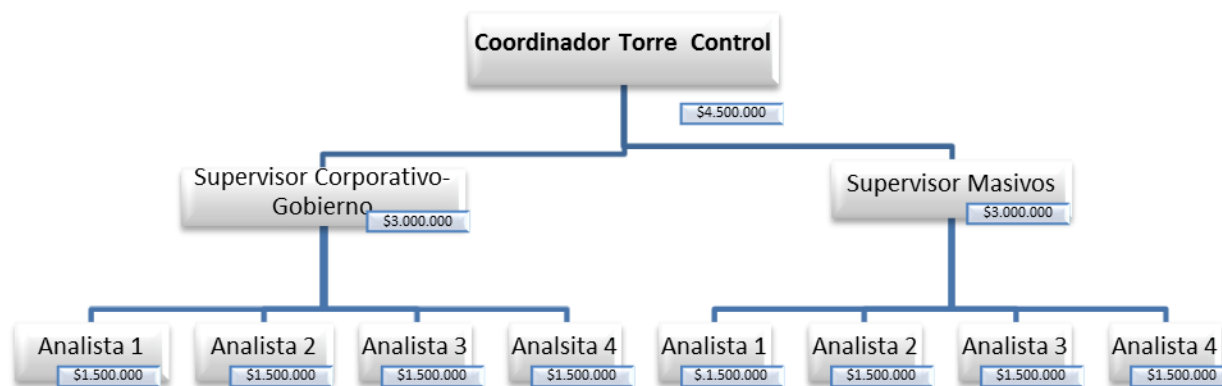 Coordinador Torre Control
$4.500.000
Supervisor Corporativo-
Gobierno
$3.000.000
Supervisor Masivos
$3.000.000
Analista 1
$1.500.000
Analista 2
$1.500.000
Analista 3
$1.500.000
Analsita 4
$1.500.000
Analista 1
$.1.500.000
Analista 2
$1.500.000
Analista 3
$1.500.000
Analista 4
$1.500.000